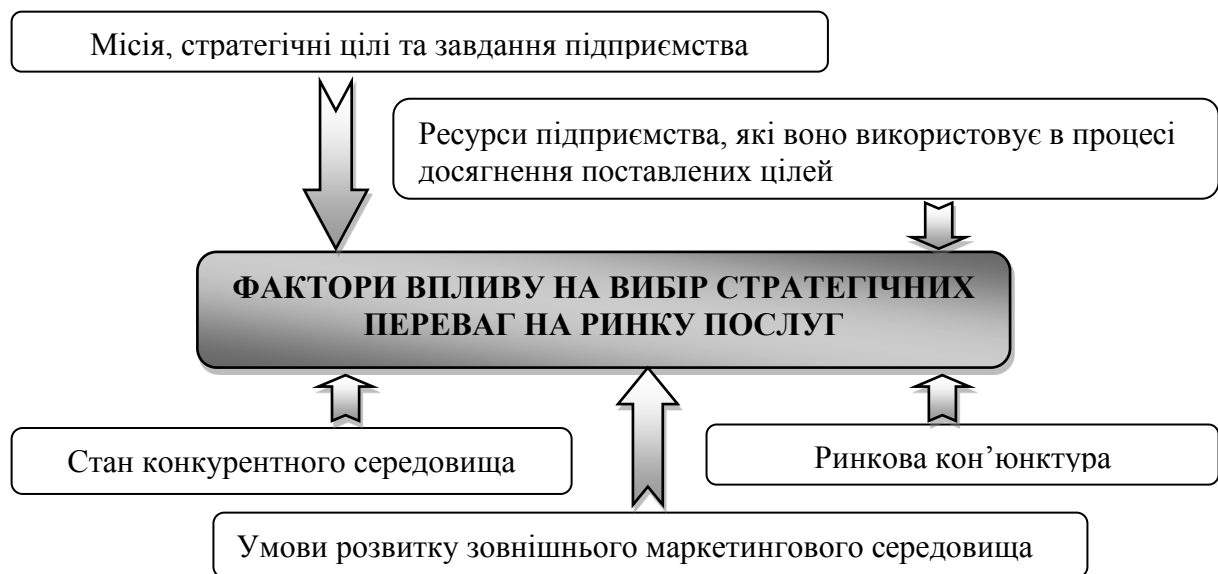 Місія, стратегічні цілі та завдання підприємства
Ресурси підприємства, які воно використовує в процесі
досягнення поставлених цілей
ФАКТОРИ ВПЛИВУ НА ВИБІР СТРАТЕГІЧНИХ
ПЕРЕВАГ НА РИНКУ ПОСЛУГ
Стан конкурентного середовища
Ринкова кон’юнктура
Умови розвитку зовнішнього маркетингового середовища